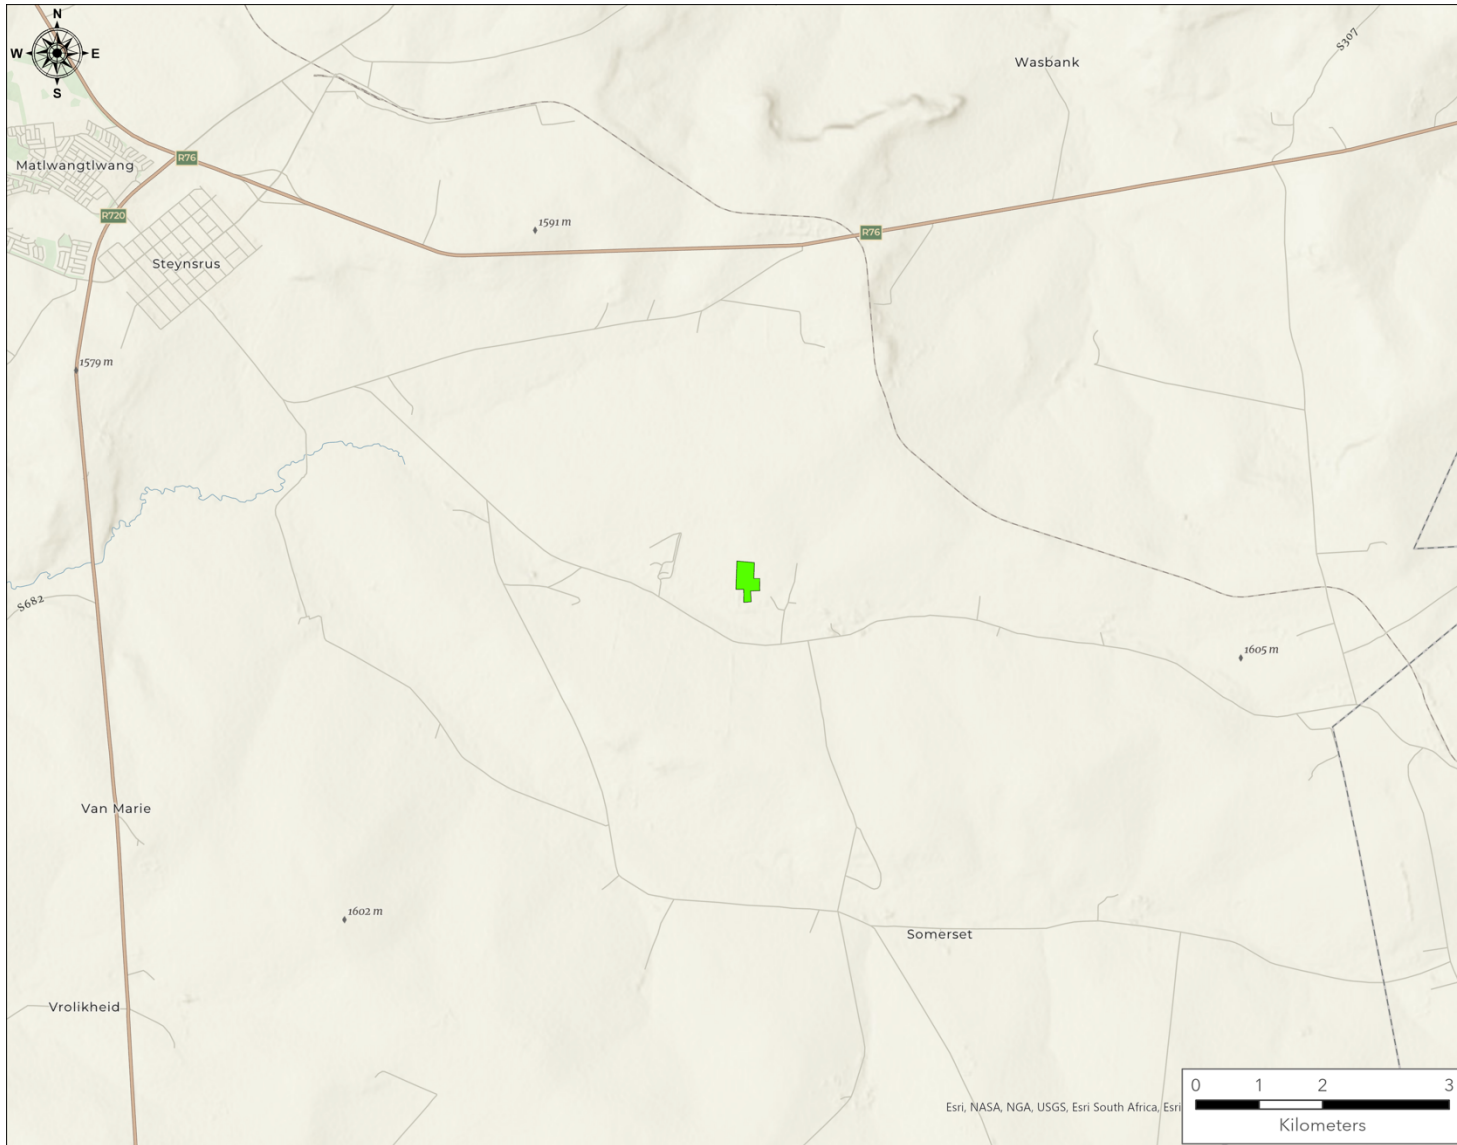 N
W E
S
Wasbank
S307
Matlwangtlwang
R76
R720
1591 m
R76
Steynsrus
1579 m
S682
1605 m
Van Marie
1602 m
Somerset
Vrolikheid
0 1 2 3
Kilometers
Esri, NASA, NGA, USGS, Esri South Africa, Esri